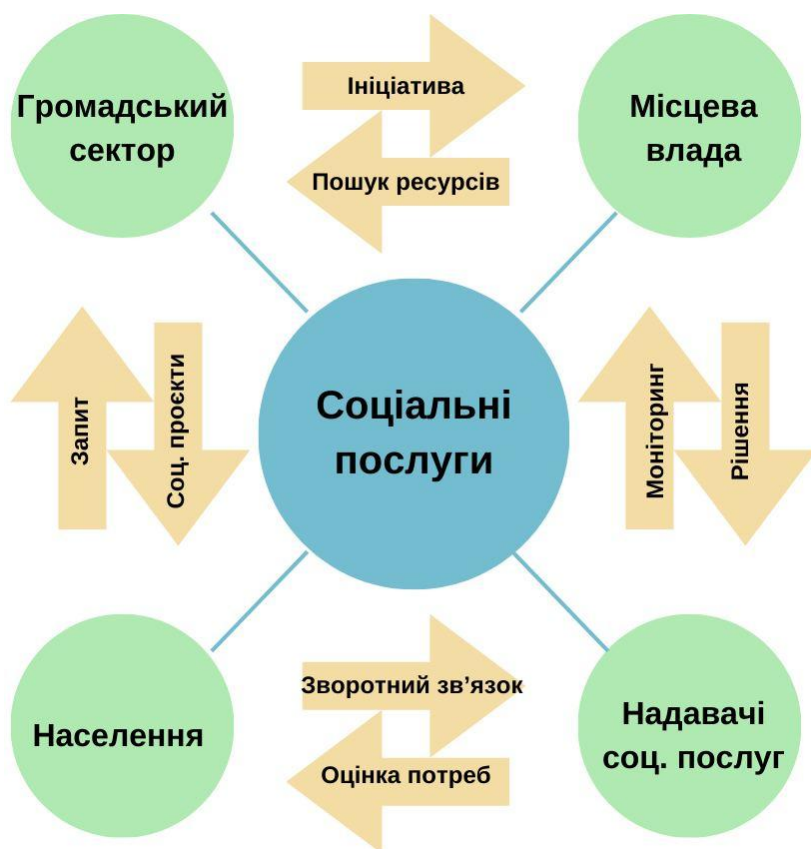 Громадський
сектор
Ініціатива
Пошук ресурсів
Місцева
влада
Запит
Соц. проєкти
Соціальні
послуги
Моніторинг
Рішення
Населення
Зворотний зв’язок
Оцінка потреб
Надавачі
соц. послуг